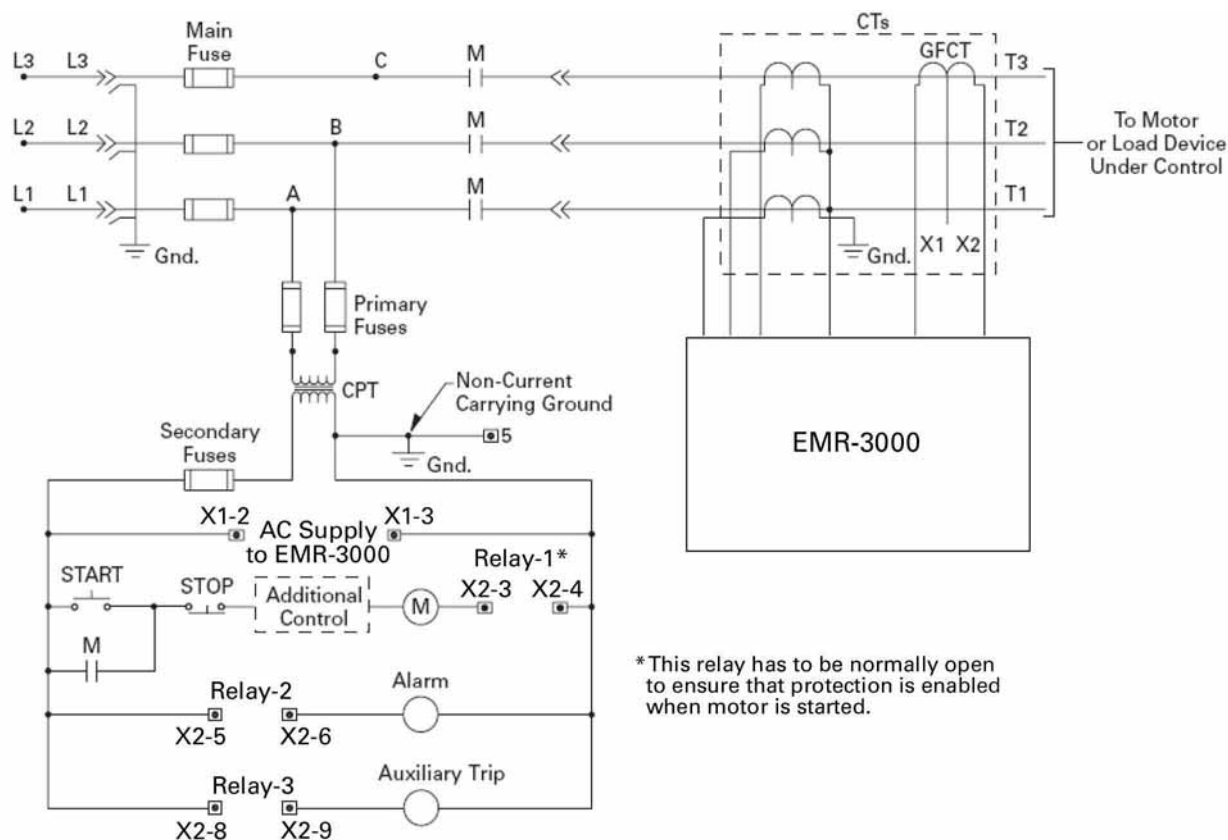 CTs
Main
Fuse
GFCT
L3 L3 C M T3
L2 L2 B M T2
To Motor
or Load Device
Under Control
L1 L1 A M T1
Gnd.
Gnd.
X1 X2
Primary
Fuses
CPT
Non-Current
Carrying Ground
5
Gnd.
EMR-3000
Secondary
Fuses
X1-2 AC Supply X1-3
to EMR-3000
Relay-1*
START STOP Additional
Control
M X2-3 X2-4
M
*This relay has to be normally open
to ensure that protection is enabled
when motor is started.
Relay-2 Alarm
X2-5 X2-6
Relay-3 Auxiliary Trip
X2-8 X2-9